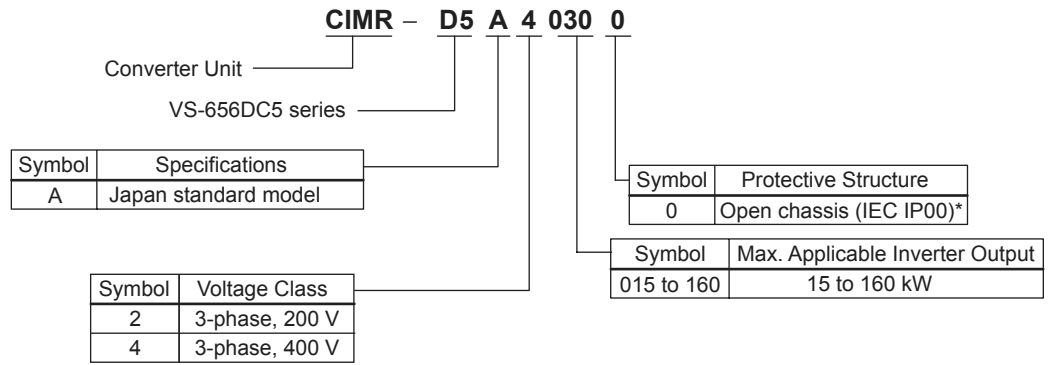 CIMR – D5 A 4 030 0
Converter Unit
VS-656DC5 series
Symbol Specifications
A Japan standard model
Symbol Protective Structure
0 Open chassis (IEC IP00)*
Symbol Max. Applicable Inverter Output
015 to 160 15 to 160 kW
Symbol Voltage Class
2 3-phase, 200 V
4 3-phase, 400 V